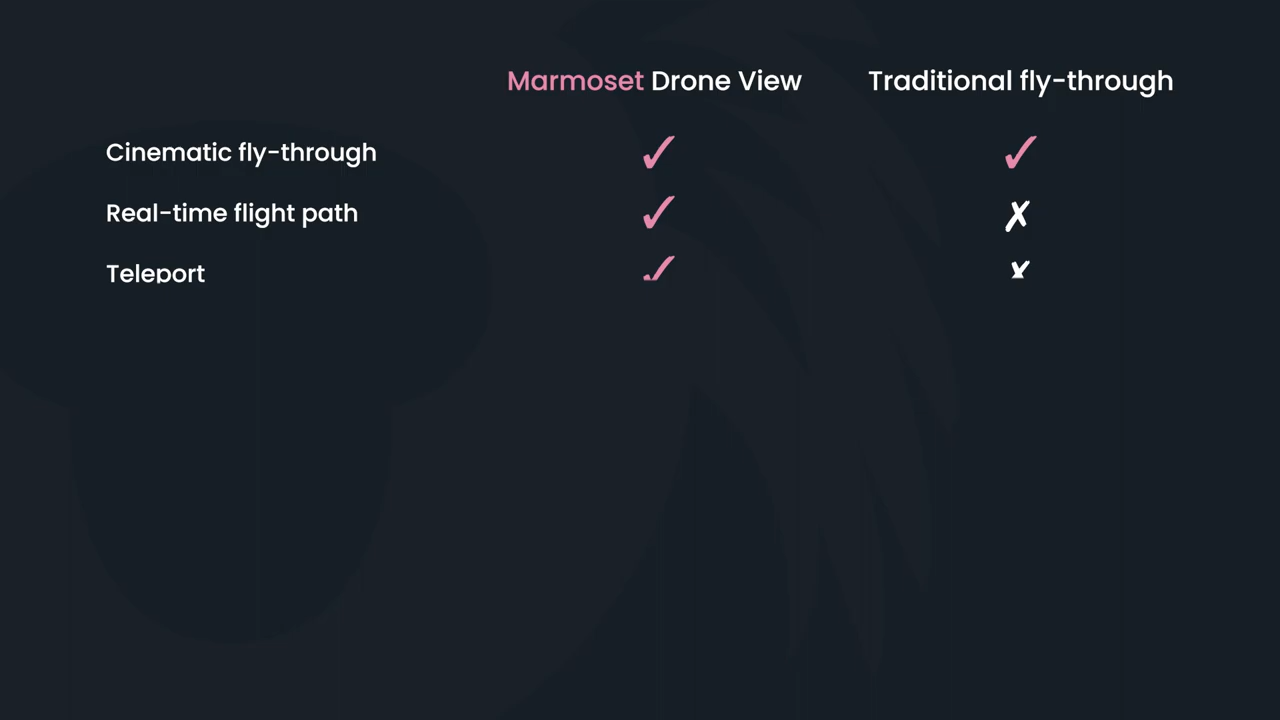 Marmoset Drone View Traditional fly-through
Cinematic fly-through ✓ ✓
Real-time flight path ✓ ✗
Teleport ✓ ✗